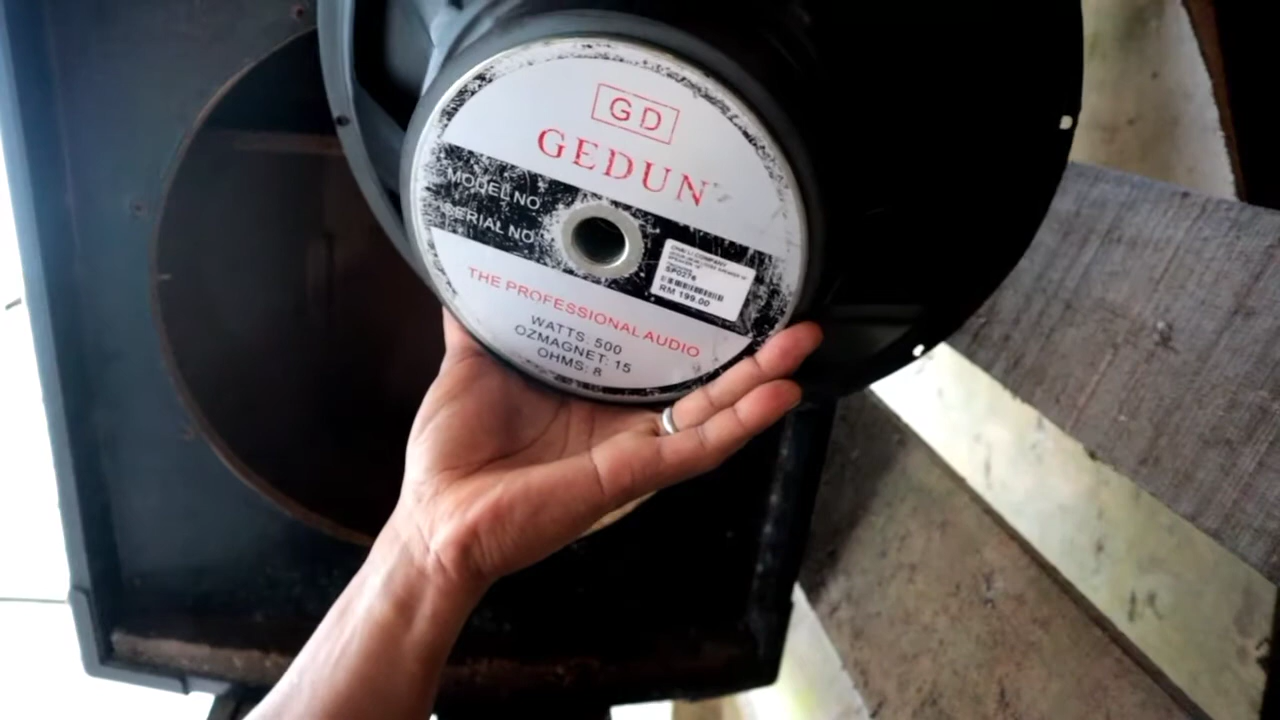 GD
GEDUN
MODEL NO
SERIAL NO
SP0276
RM 199.00
THE PROFESSIONAL AUDIO
WATTS: 500
OZMAGNET: 15
OHMS: 8